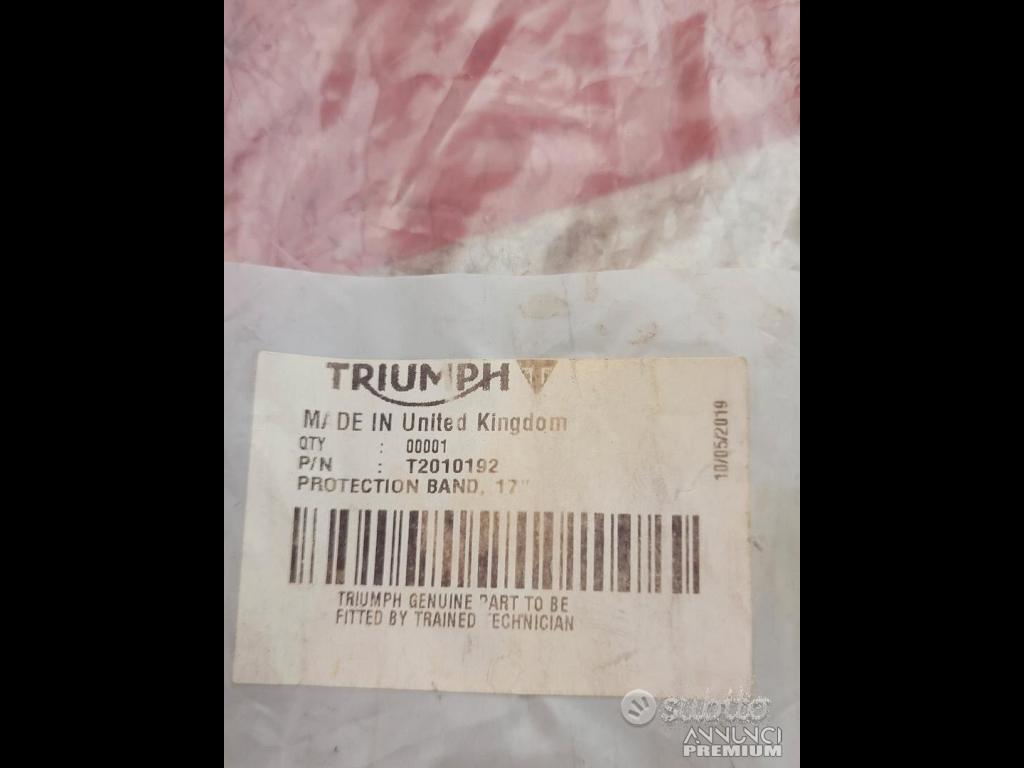 TRIUMPH
MADE IN United Kingdom
QTY : 00001
P/N : T2010192
PROTECTION BAND, 17"
10/05/2019
TRIUMPH GENUINE PART TO BE
FITTED BY TRAINED TECHNICIAN
subito
ANNUNCI
PREMIUM